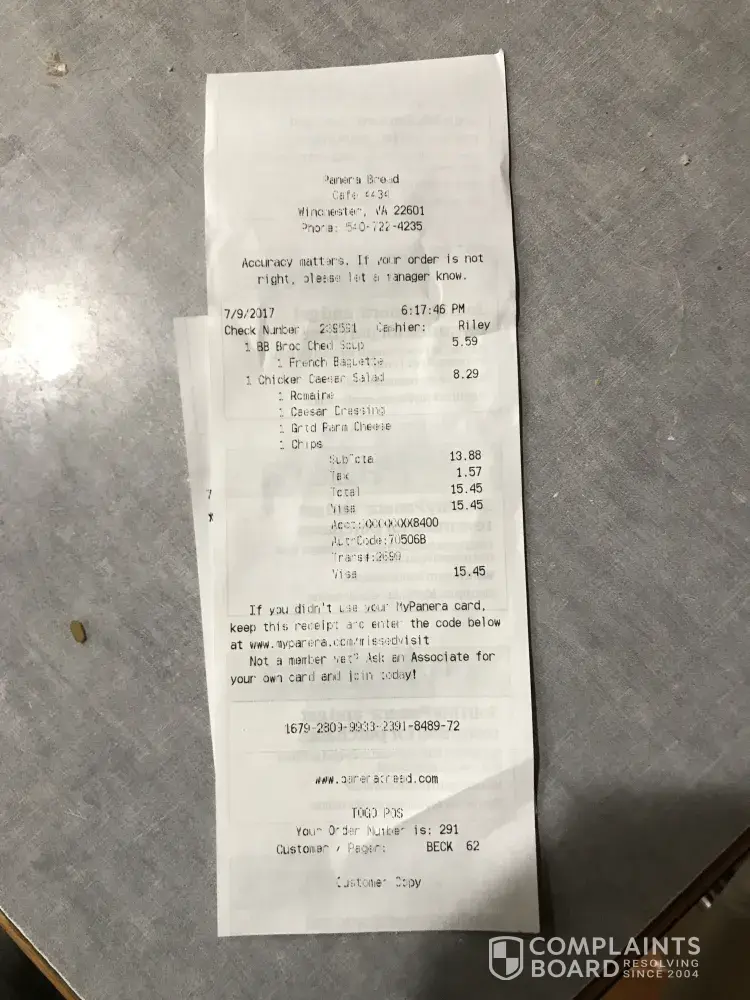 Panera Bread
Cafe 4434
Winchester, VA 22601
Phone: 540-722-4235
Accuracy matters. If your order is not
right, please let a manager know.
7/9/2017 6:17:46 PM
Check Number Cashier: Riley
1 BB Broc Ched Soup 5.59
1 French Baguette
1 Chicken Caesar Salad 8.29
1 Romaine
1 Caesar Dressing
1 Grtd Parm Cheese
1 Chips
SubTotal 13.88
Tax 1.57
Total 15.45
Visa 15.45
Acct:XXXXXXXX8400
AuthCode:70506B
Trans#:2698
Visa 15.45
If you didn't use your MyPanera card,
keep this receipt and enter the code below
at www.mypanera.com/missedvisit
Not a member yet? Ask an Associate for
your own card and join today!
1679-2809-9933-2391-8489-72
www.panerabread.com
TOGO POS
Your Order Number is: 291
Customer / Pager: BECK 62
Customer Copy
COMPLAINTS
BOARD RESOLVING
SINCE 2004